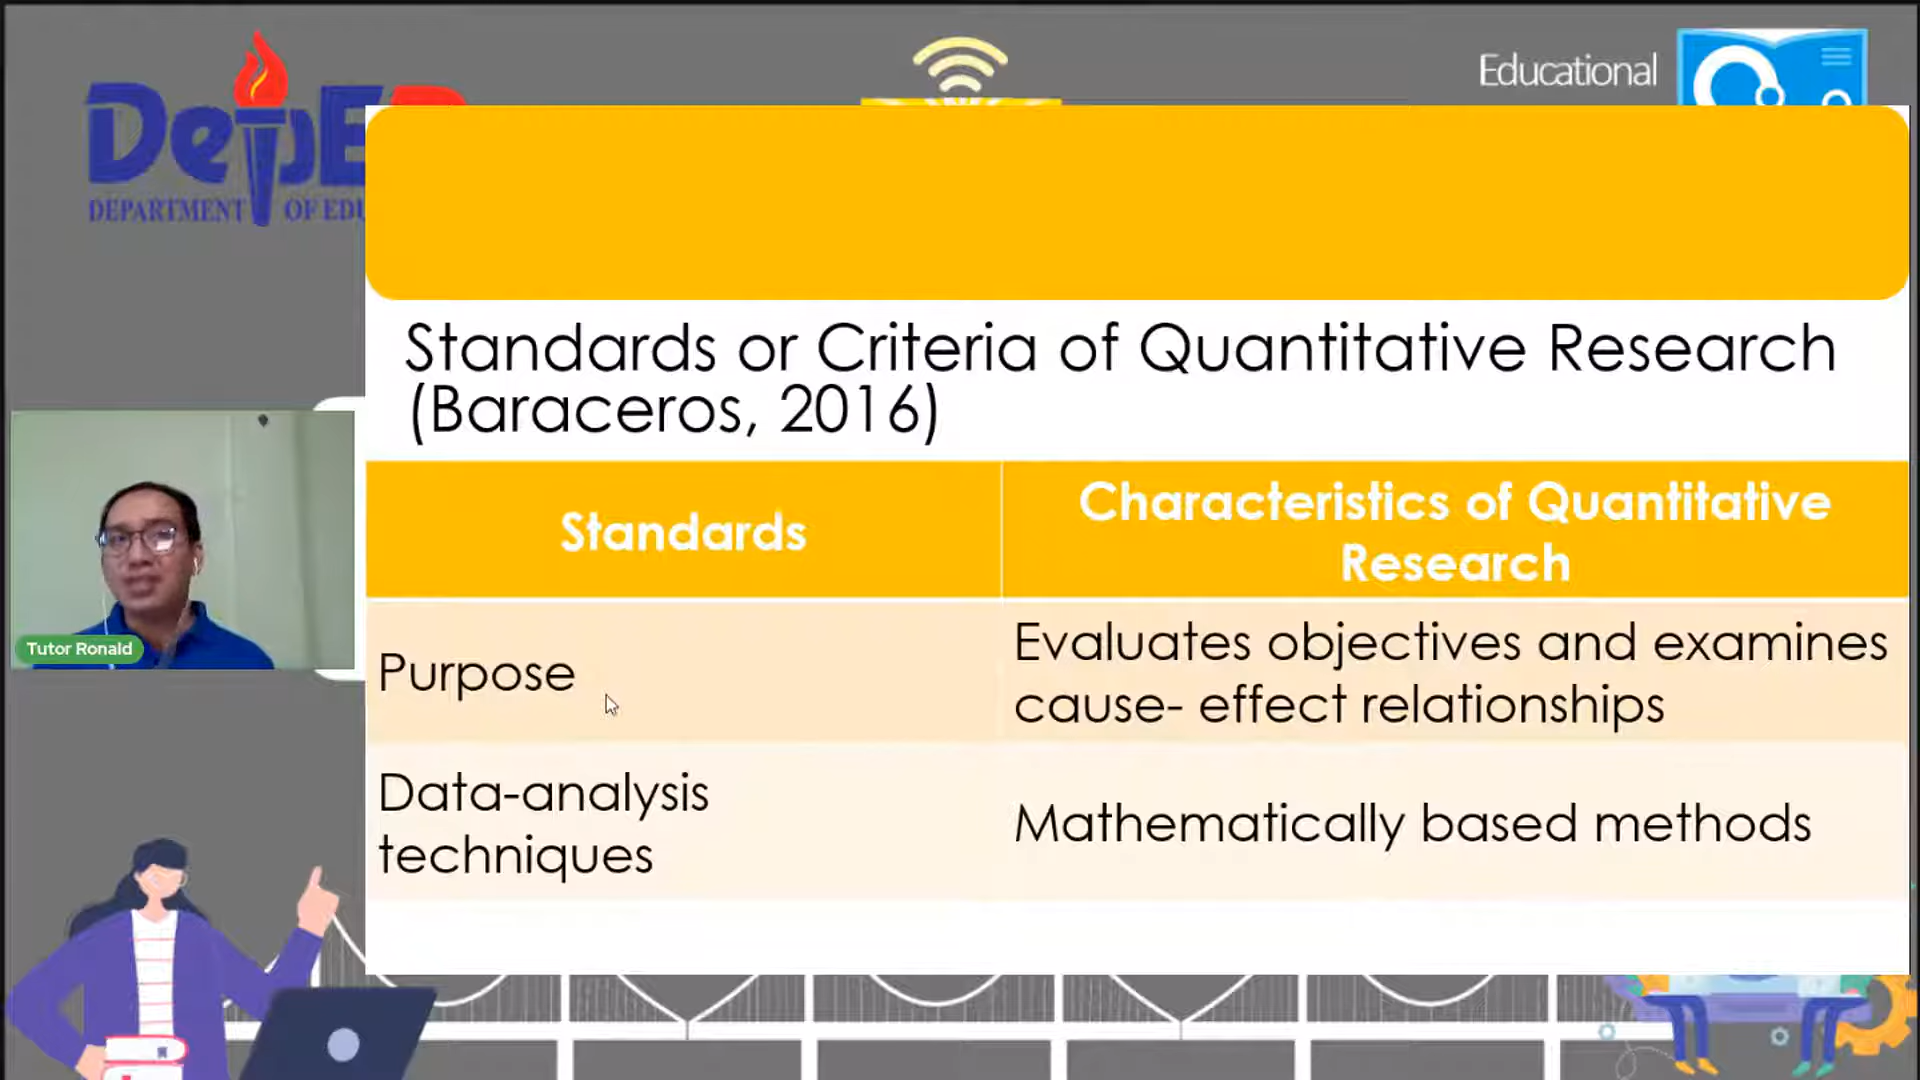 DepE
DEPARTMENT OF EDU
Educational
Standards or Criteria of Quantitative Research
(Baraceros, 2016)
Standards
Characteristics of Quantitative
Research
Purpose
Evaluates objectives and examines
cause- effect relationships
Data-analysis
techniques
Mathematically based methods
Tutor Ronald